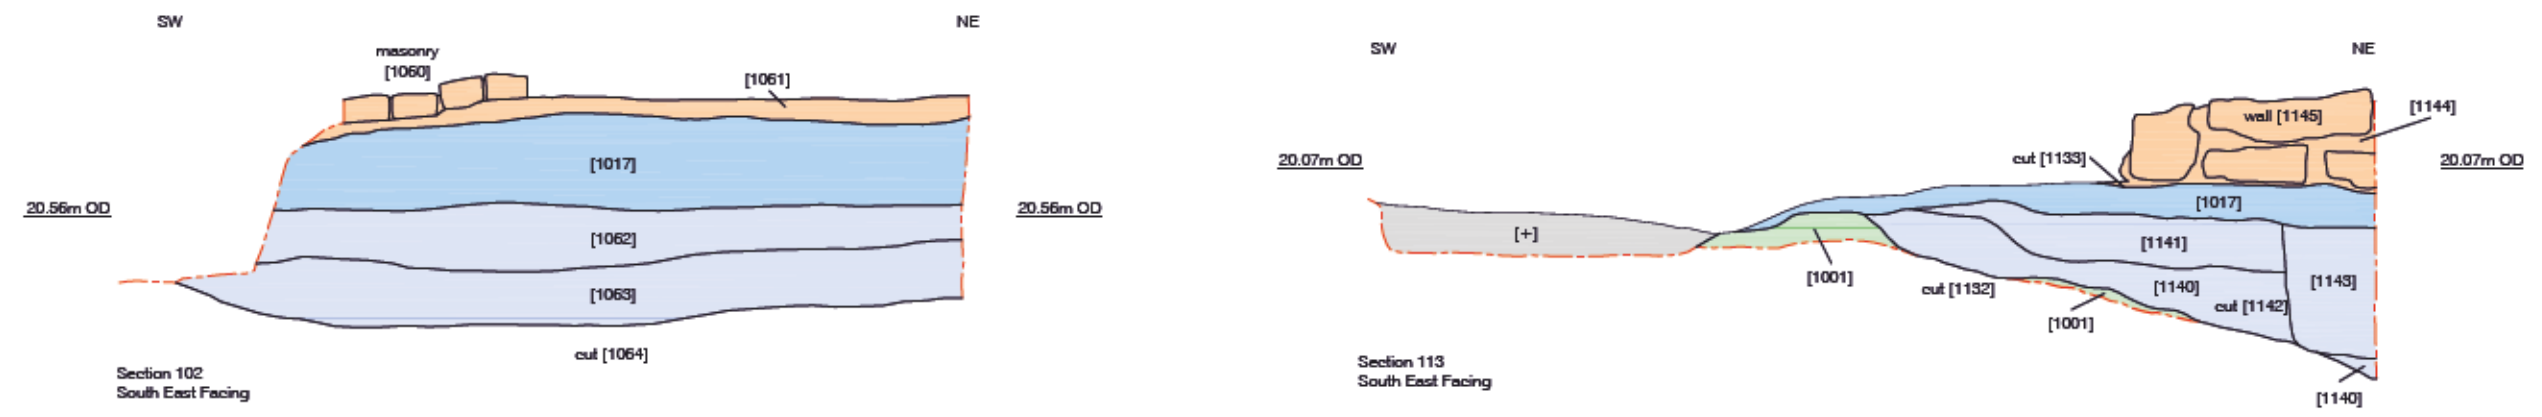 SW
NE
masonry
[1060]
[1061]
[1017]
20.56m OD
20.56m OD
[1062]
[1063]
cut [1064]
Section 102
South East Facing
SW
NE
wall [1145]
[1144]
cut [1133]
20.07m OD
20.07m OD
[1017]
[+]
[1141]
[1001]
cut [1132]
[1140]
[1143]
cut [1142]
[1001]
Section 113
South East Facing
[1140]